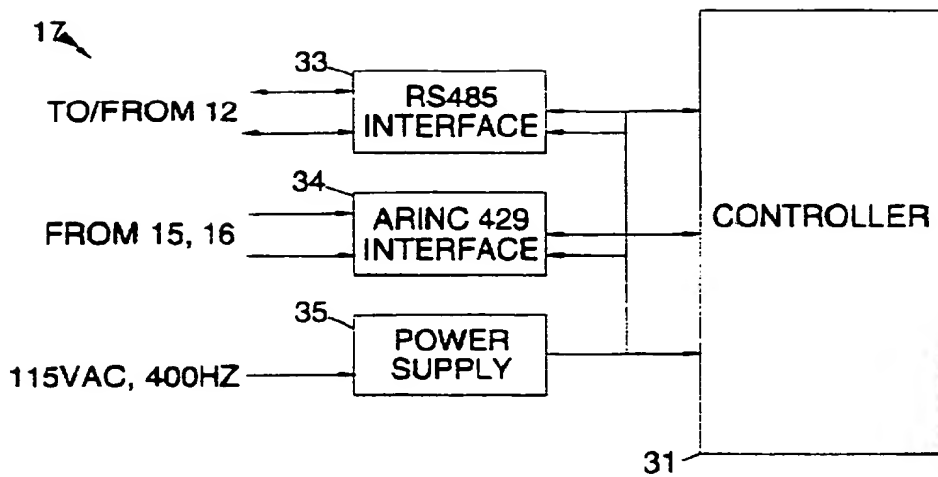 17
33
TO/FROM 12
RS485
INTERFACE
34
FROM 15, 16
ARINC 429
INTERFACE
CONTROLLER
35
115VAC, 400HZ
POWER
SUPPLY
31